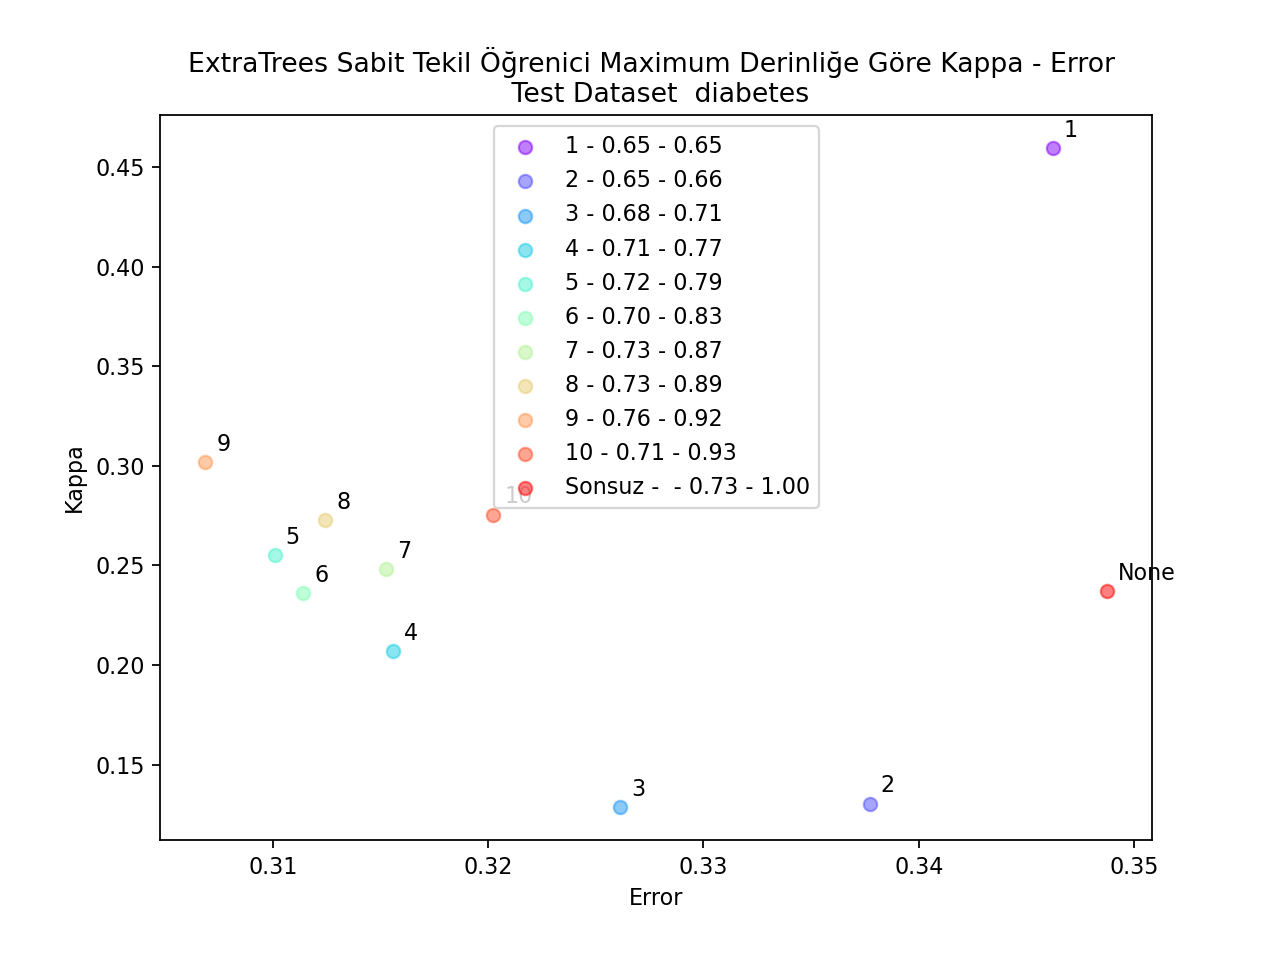 ExtraTrees Sabit Tekil Öğrenici Maximum Derinliğe Göre Kappa - Error
Test Dataset  diabetes
1 - 0.65 - 0.65
2 - 0.65 - 0.66
3 - 0.68 - 0.71
4 - 0.71 - 0.77
5 - 0.72 - 0.79
6 - 0.70 - 0.83
7 - 0.73 - 0.87
8 - 0.73 - 0.89
9 - 0.76 - 0.92
10 - 0.71 - 0.93
Sonsuz -  - 0.73 - 1.00
1
9
8
10
5
7
6
None
4
3
2
Kappa
0.45
0.40
0.35
0.30
0.25
0.20
0.15
0.31
0.32
0.33
0.34
0.35
Error